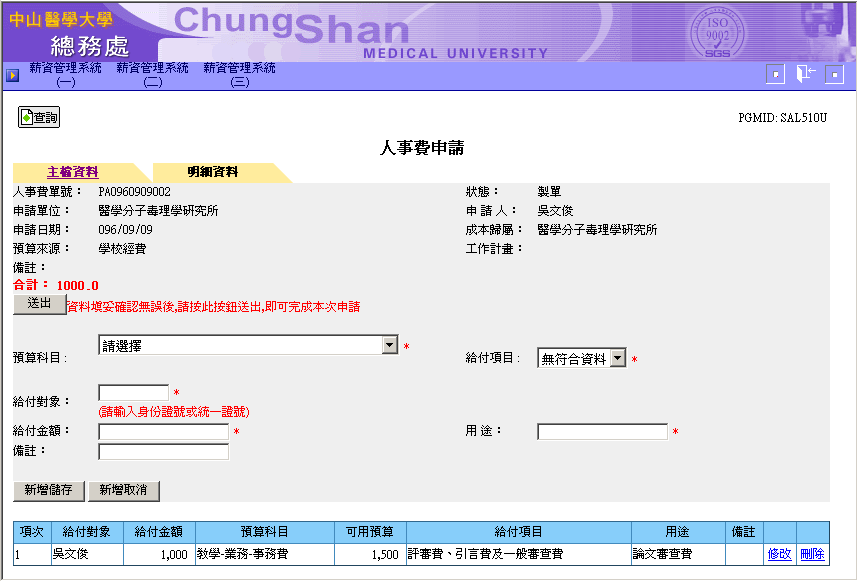 中山醫學大學
總務處
ChungShan
MEDICAL UNIVERSITY
ISO
9002
SGS
薪資管理系統(一) 薪資管理系統(二) 薪資管理系統(三)
查詢
PGMID: SAL510U
人事費申請
主檔資料 明細資料
人事費單號： PA0960909002 狀態： 製單
申請單位： 醫學分子毒理學研究所 申 請 人： 吳文俊
申請日期： 096/09/09 成本歸屬： 醫學分子毒理學研究所
預算來源： 學校經費 工作計畫：
備註：
合計： 1000.0
送出 資料填妥確認無誤後,請按此按鈕送出,即可完成本次申請
預算科目: 請選擇 * 給付項目: 無符合資料 *
給付對象： *
(請輸入身份證號或統一證號)
給付金額： * 用 途： *
備註：
新增儲存 新增取消
項次 給付對象 給付金額 預算科目 可用預算 給付項目 用途 備註
1 吳文俊 1,000 教學-業務-事務費 1,500 評審費、引言費及一般審查費 論文審查費 修改 刪除